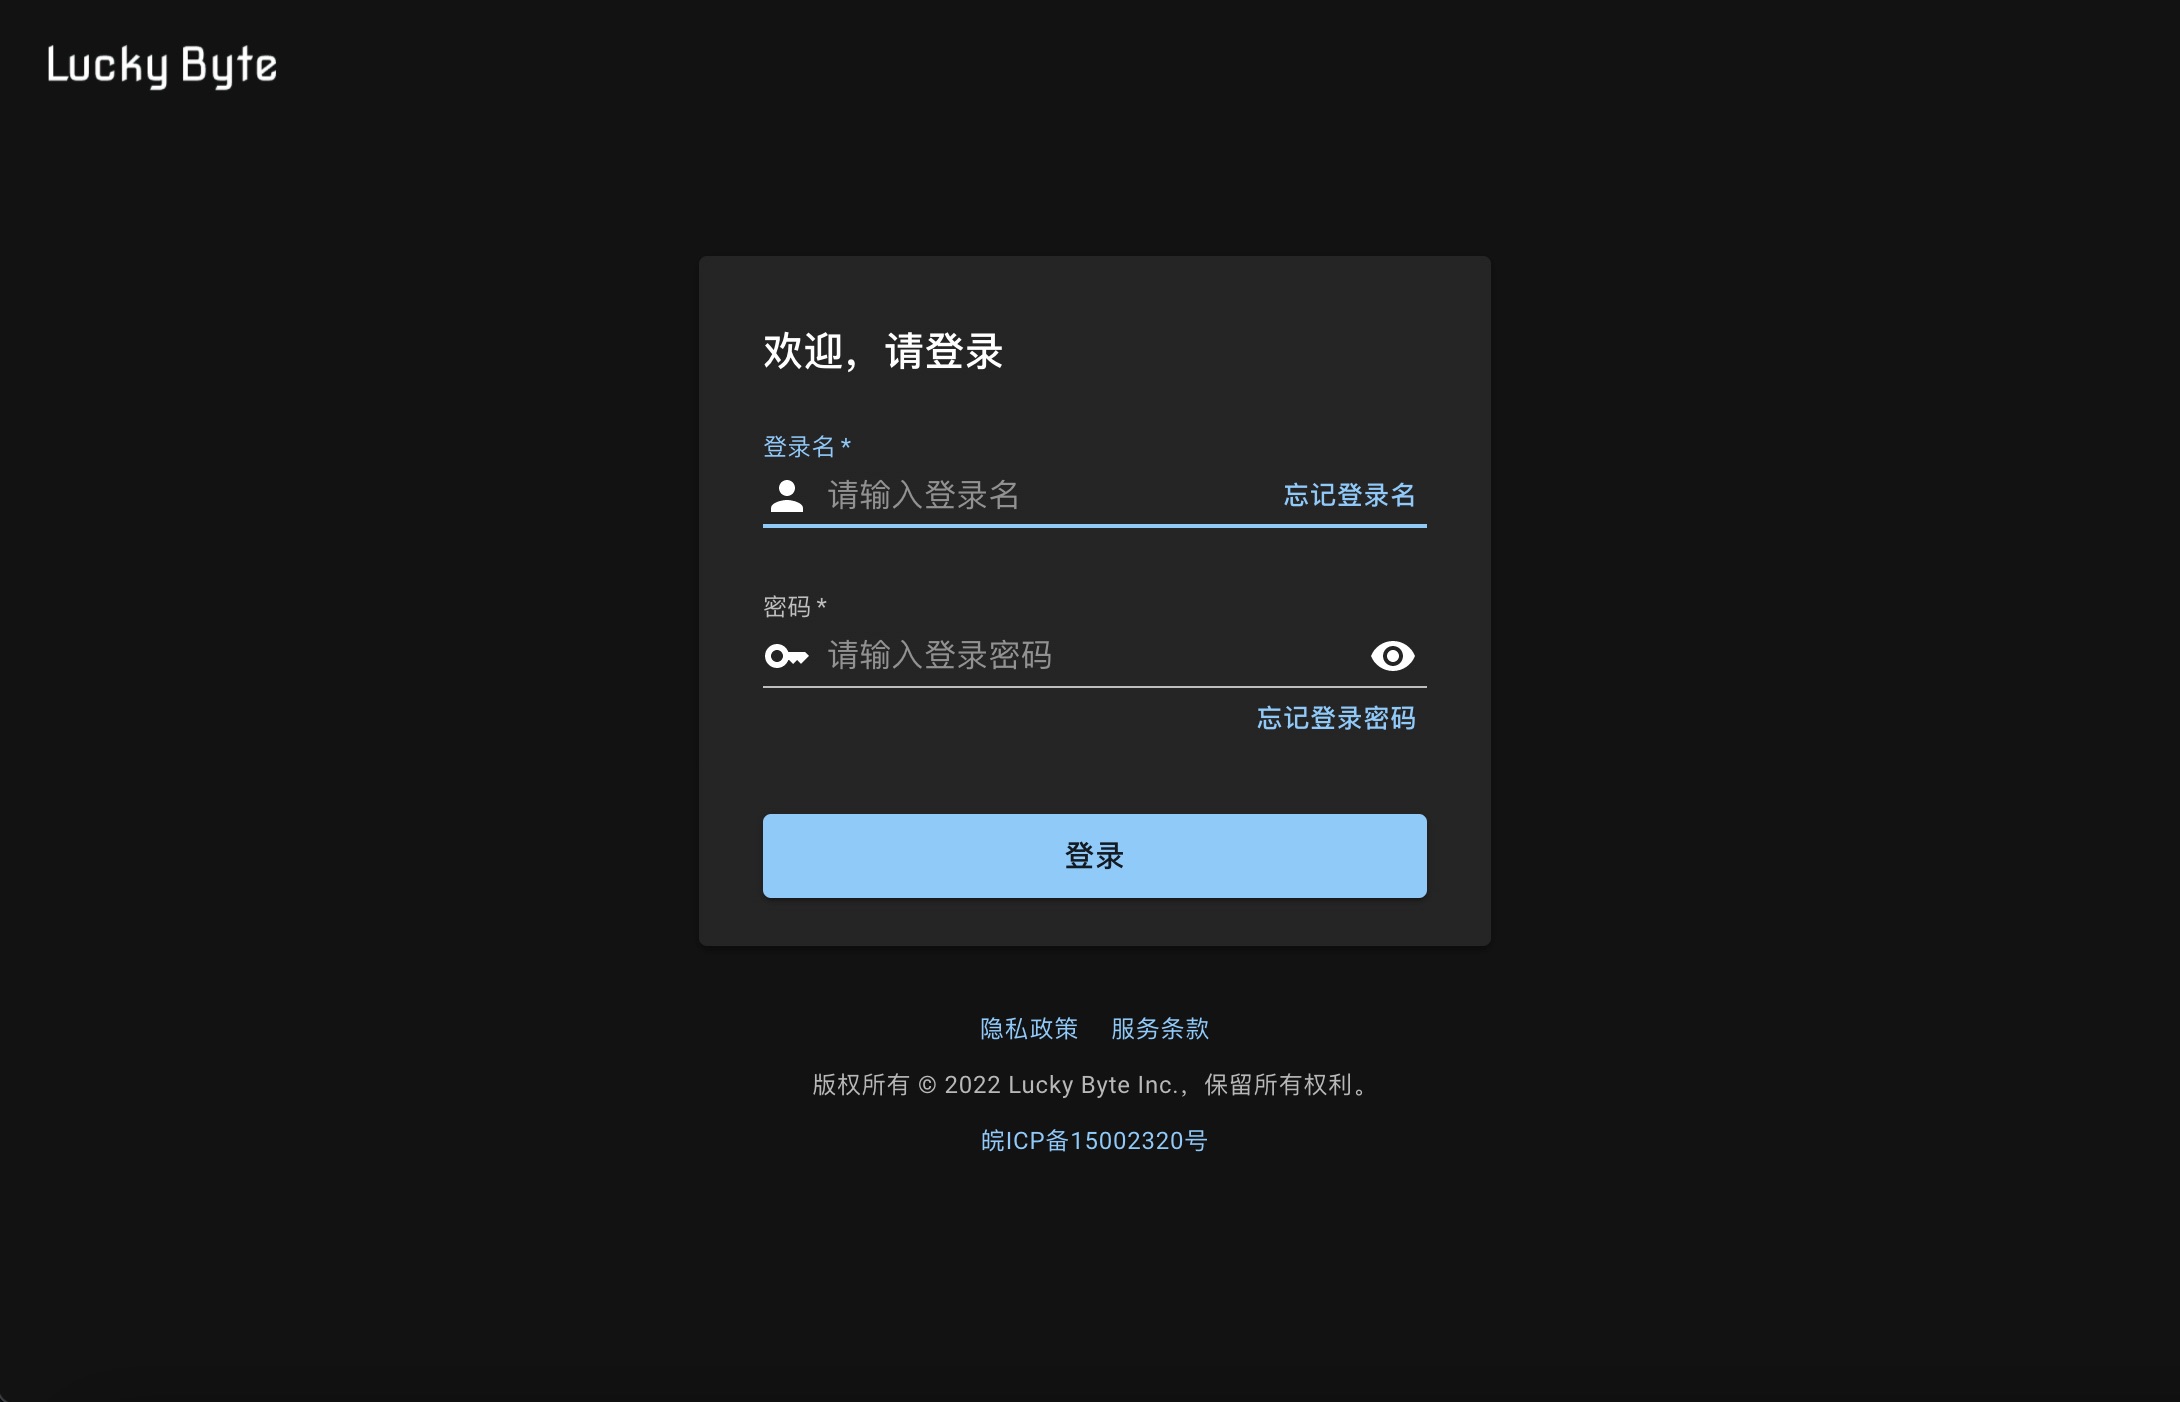 Lucky Byte
欢迎，请登录
登录名 *
请输入登录名 忘记登录名
密码 *
请输入登录密码
忘记登录密码
登录
隐私政策 服务条款
版权所有 © 2022 Lucky Byte Inc.，保留所有权利。
皖ICP备15002320号